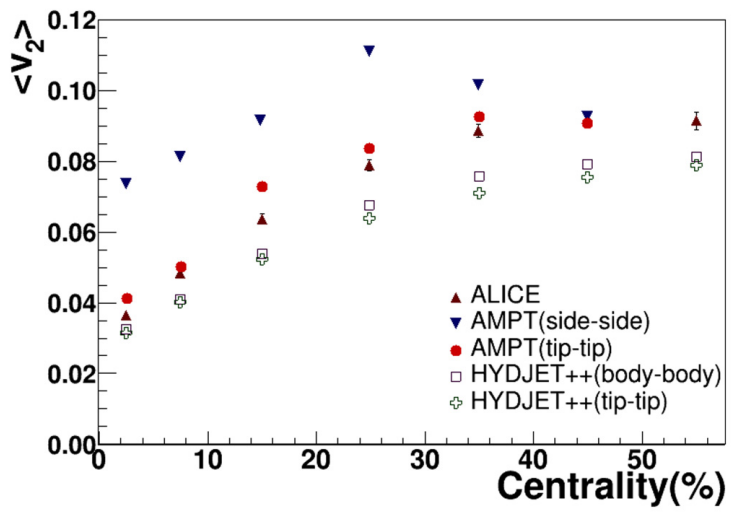 <v2>
0.12
0.10
0.08
0.06
0.04
0.02
0.00
ALICE
AMPT(side-side)
AMPT(tip-tip)
HYDJET++(body-body)
HYDJET++(tip-tip)
0 10 20 30 40 50
Centrality(%)